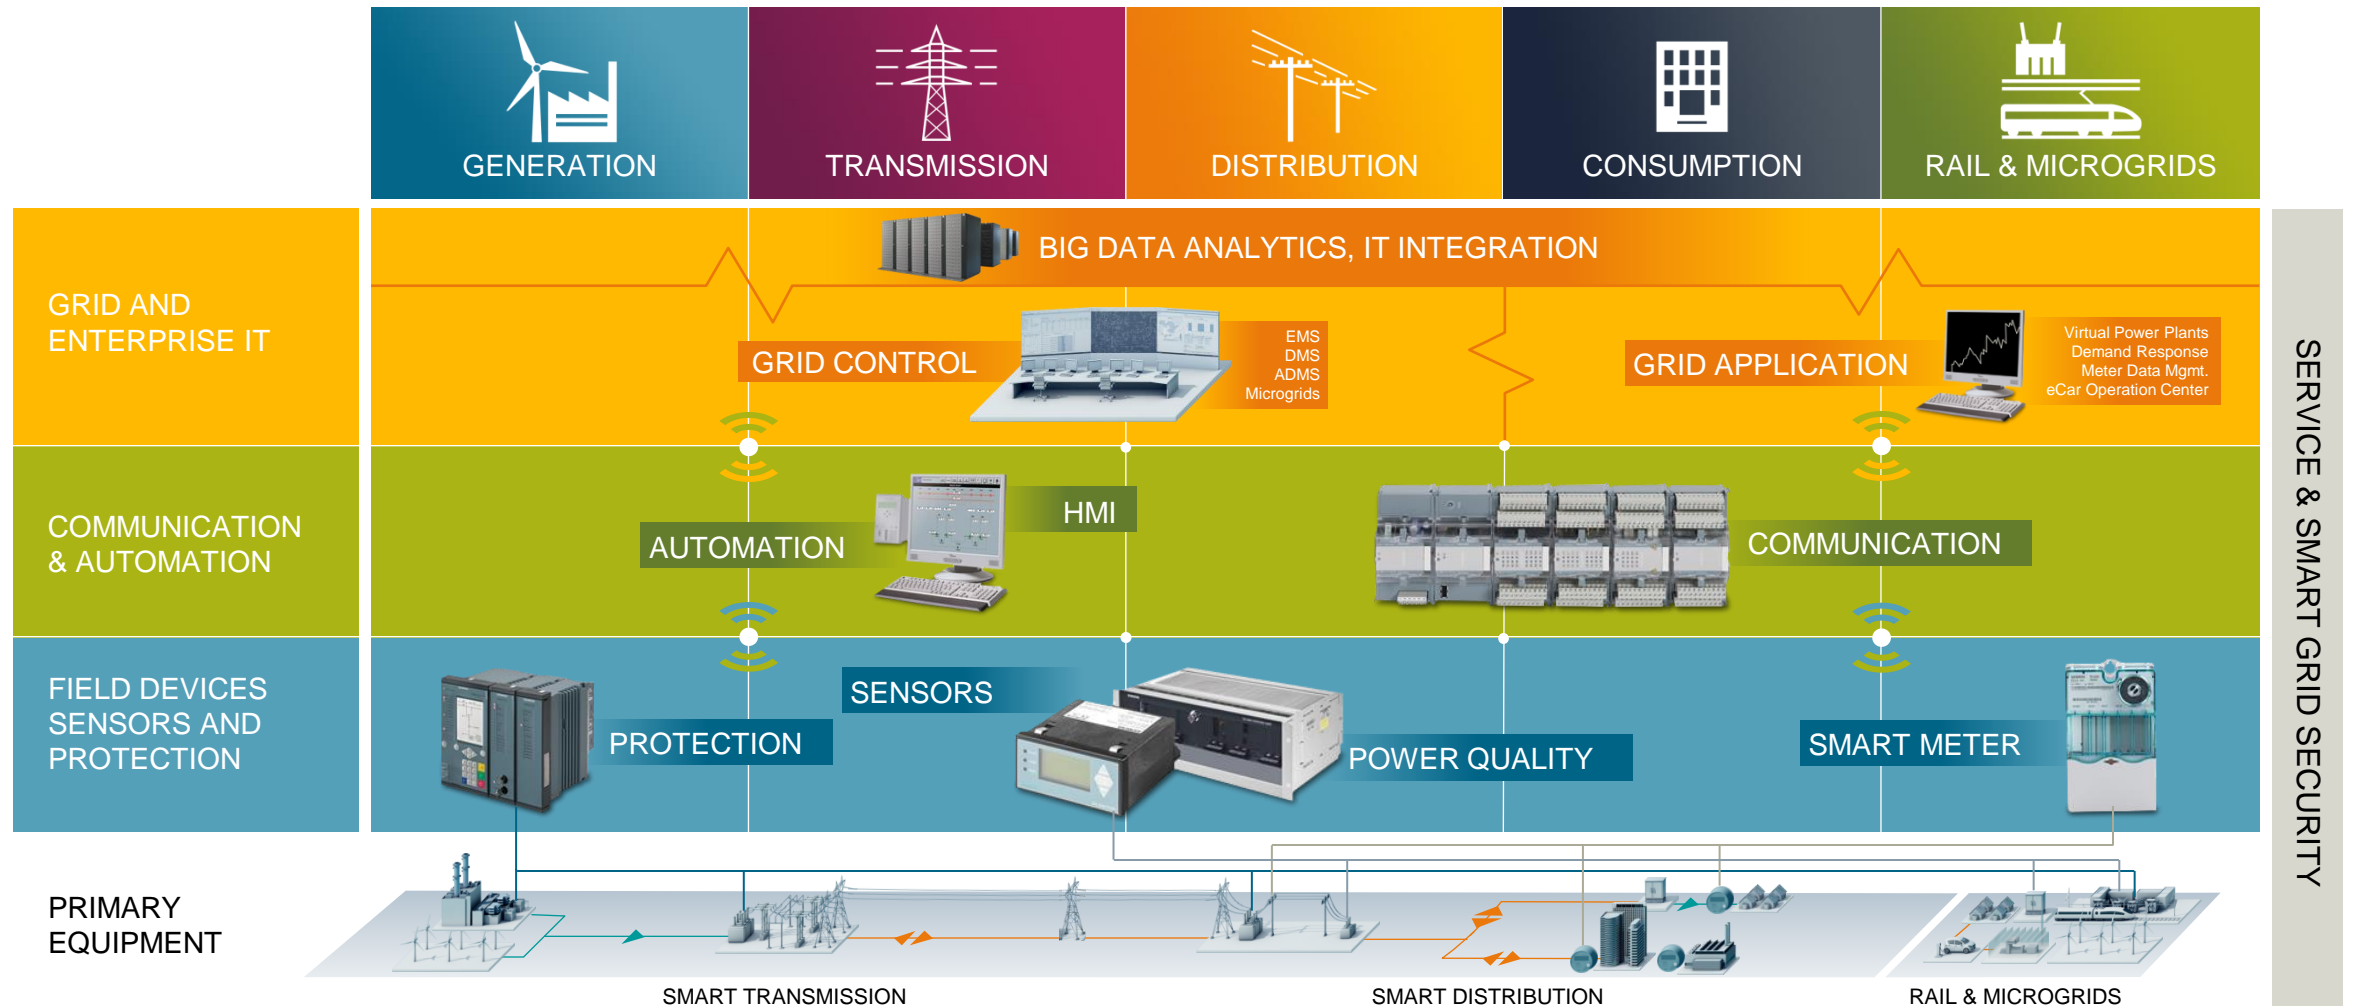 GENERATION
TRANSMISSION
DISTRIBUTION
CONSUMPTION
RAIL & MICROGRIDS
GRID AND
ENTERPRISE IT
BIG DATA ANALYTICS, IT INTEGRATION
GRID CONTROL
EMS
DMS
ADMS
Microgrids
GRID APPLICATION
Virtual Power Plants
Demand Response
Meter Data Mgmt.
eCar Operation Center
COMMUNICATION
& AUTOMATION
AUTOMATION
HMI
COMMUNICATION
FIELD DEVICES
SENSORS AND
PROTECTION
PROTECTION
SENSORS
POWER QUALITY
SMART METER
SERVICE & SMART GRID SECURITY
PRIMARY
EQUIPMENT
SMART TRANSMISSION
SMART DISTRIBUTION
RAIL & MICROGRIDS